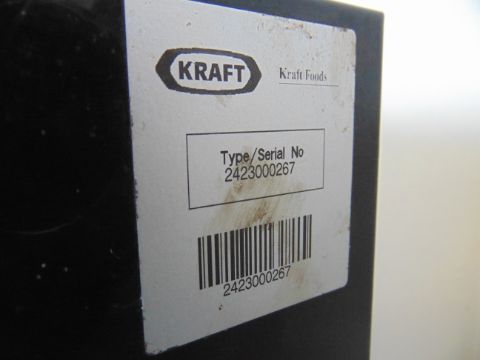 KRAFT
Kraft Foods
Type/Serial No
2423000267
2423000267